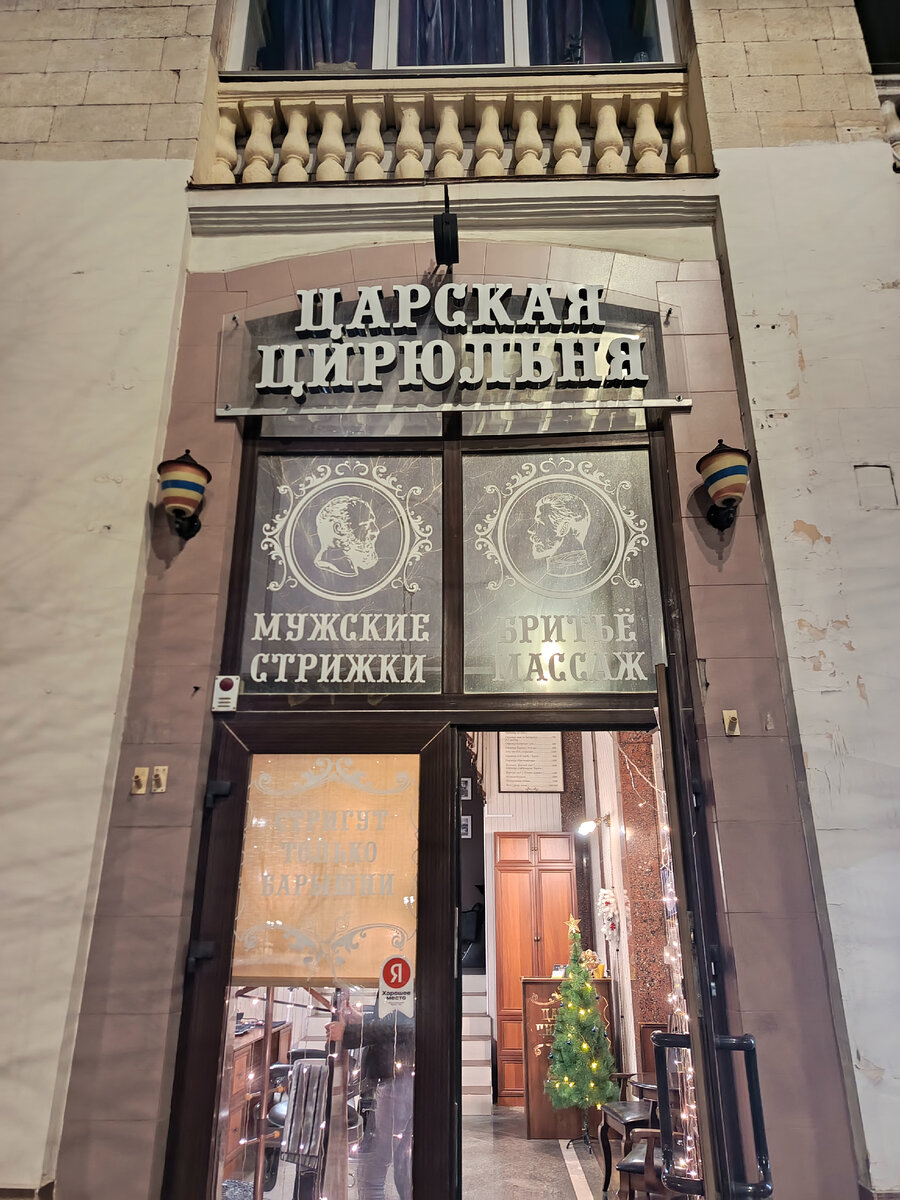 ЦАРСКАЯ
ЦИРЮЛЬНЯ
МУЖСКИЕ
СТРИЖКИ
БРИТЬЁ
МАССАЖ
СТРИГУТ
ТОЛЬКО
БАРЫШНИ
Я
Хорошее
место